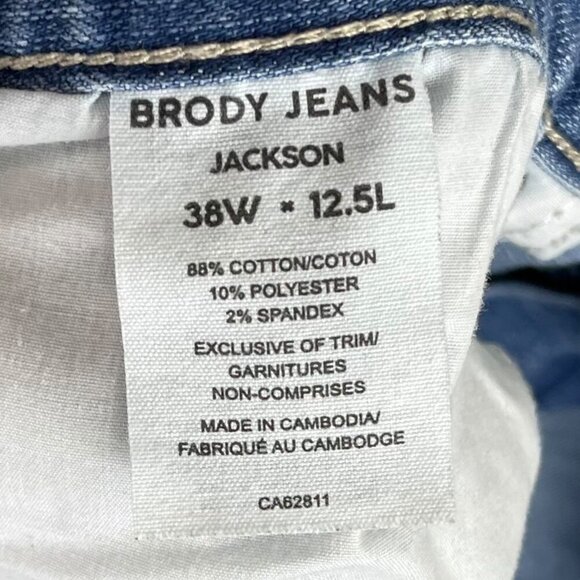 BRODY JEANS
JACKSON
38W * 12.5L
88% COTTON/COTON
10% POLYESTER
2% SPANDEX
EXCLUSIVE OF TRIM/
GARNITURES
NON-COMPRISES
MADE IN CAMBODIA/
FABRIQUÉ AU CAMBODGE
CA62811